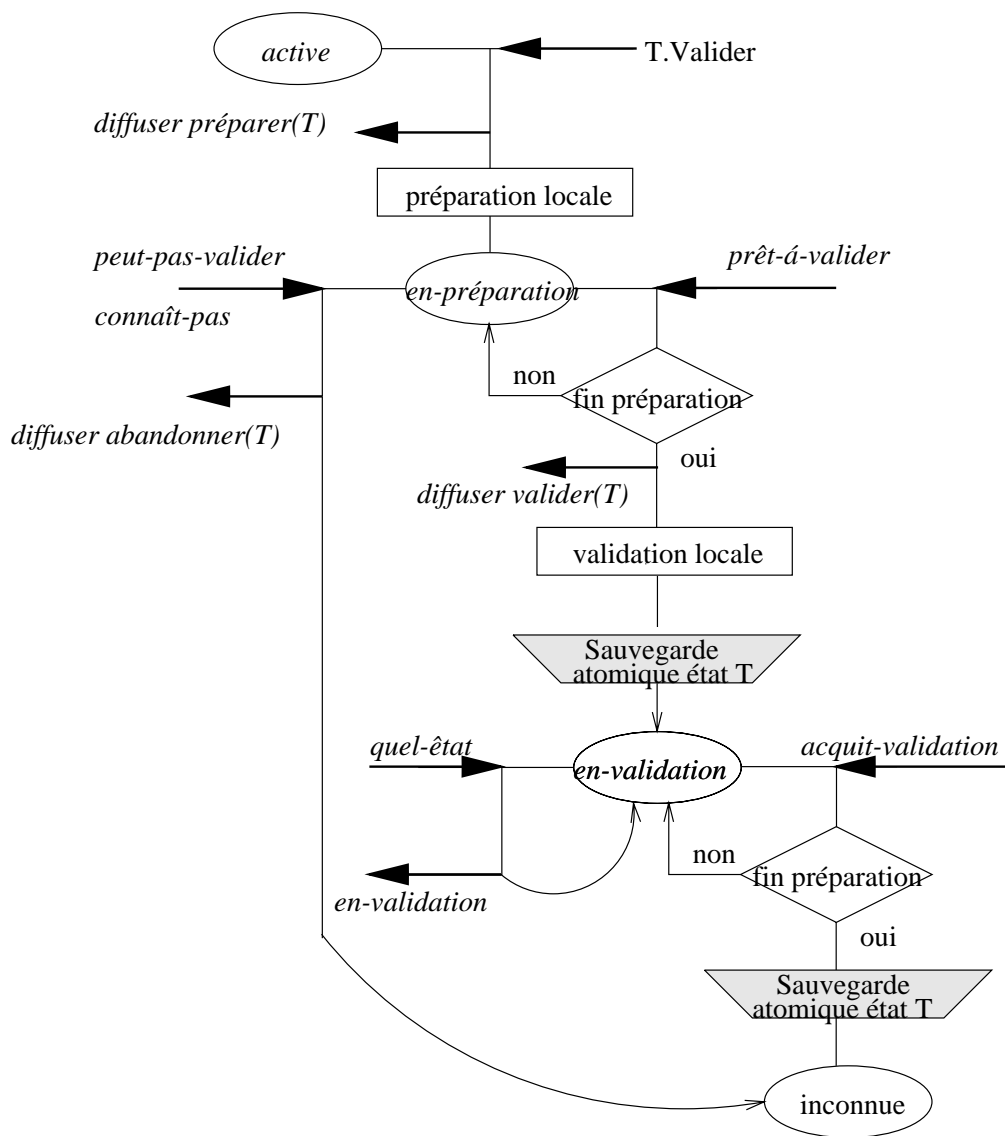 active
T.Valider
diffuser préparer(T)
préparation locale
peut-pas-valider
prêt-á-valider
en-préparation
connaît-pas
non
fin préparation
diffuser abandonner(T)
oui
diffuser valider(T)
validation locale
Sauvegarde
atomique état T
quel-êtat
acquit-validation
en-validation
non
fin préparation
en-validation
oui
Sauvegarde
atomique état T
inconnue